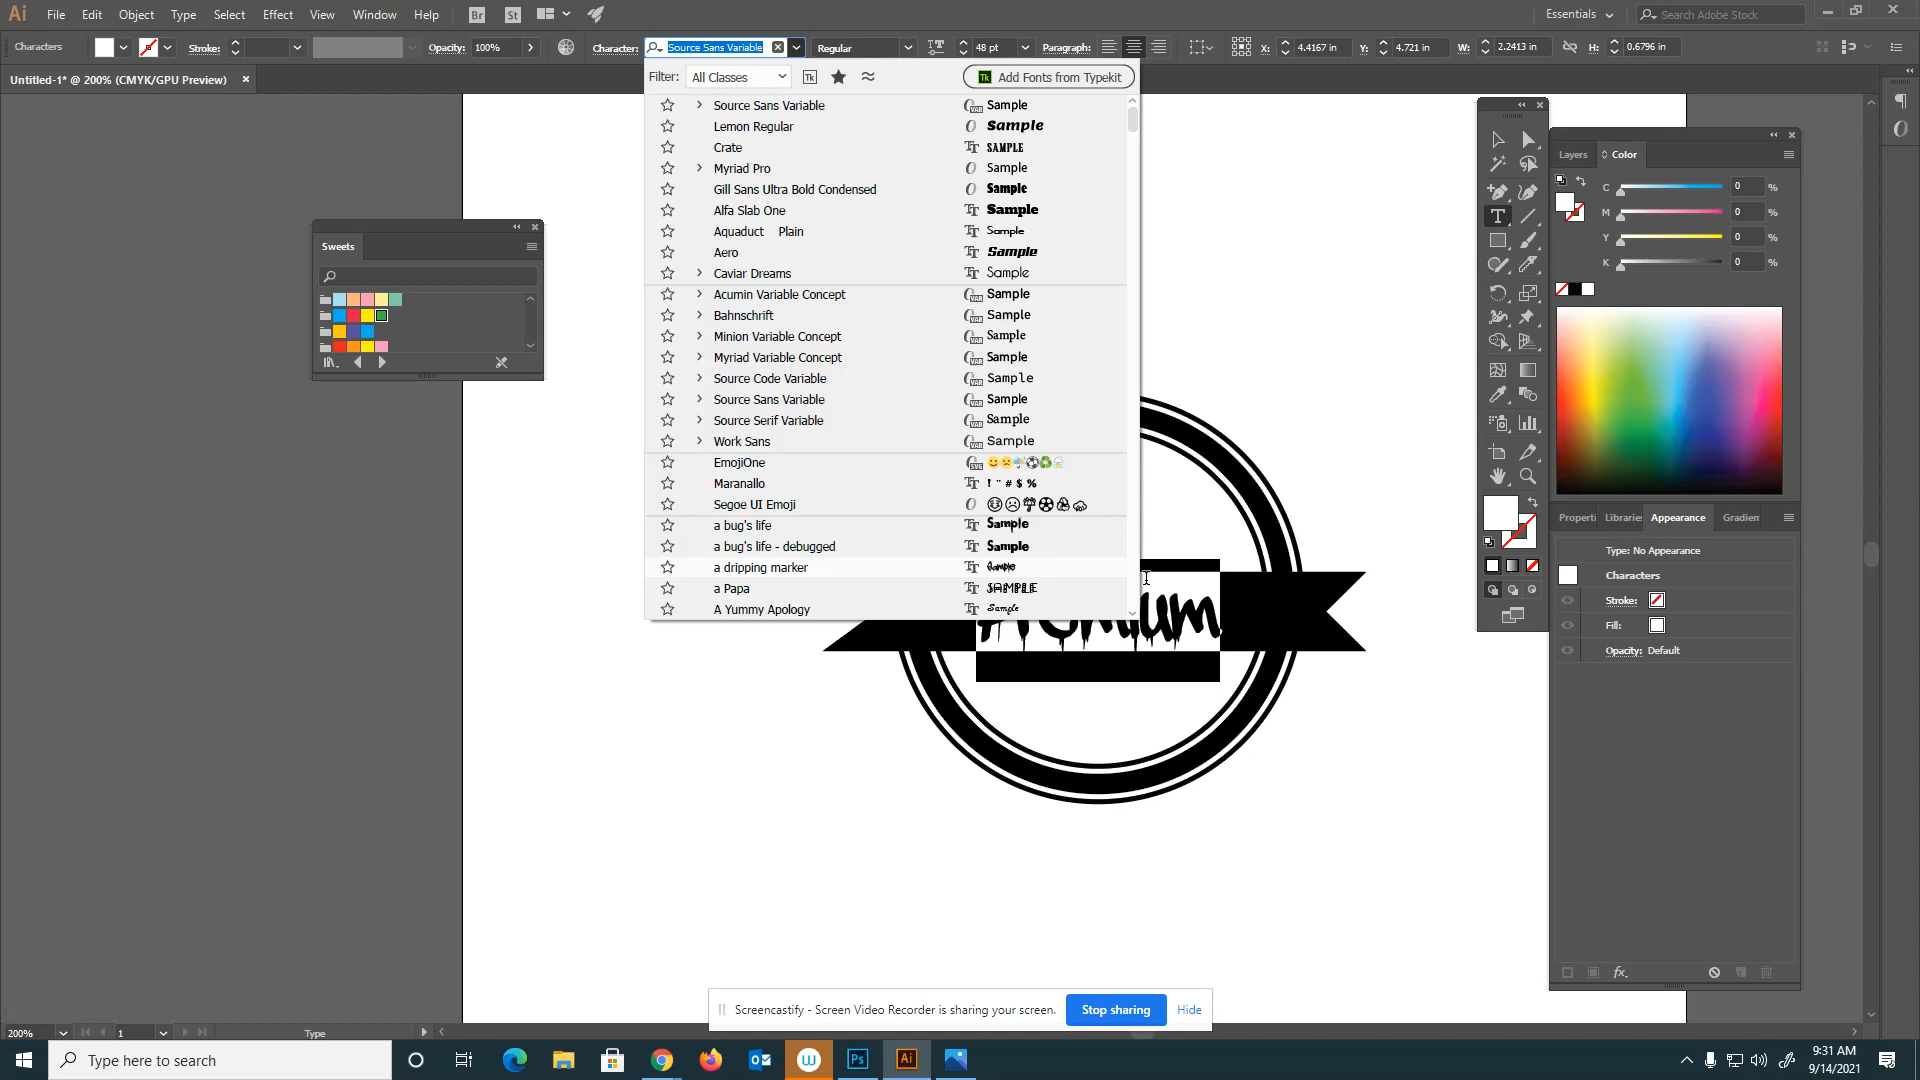 Ai File Edit Object Type Select Effect View Window Help Br St Essentials Search Adobe Stock
Characters Stroke: Opacity: 100% Character: Source Sans Variable Regular 48 pt Paragraph: X: 4.4167 in Y: 4.721 in W: 2.2413 in H: 0.6796 in
Untitled-1* @ 200% (CMYK/GPU Preview)
Filter: All Classes Tk Tk Add Fonts from Typekit
Source Sans Variable Sample
Lemon Regular Sample
Crate SAMPLE
Myriad Pro Sample
Gill Sans Ultra Bold Condensed Sample
Alfa Slab One Sample
Aquaduct Plain Sample
Aero Sample
Caviar Dreams Sample
Acumin Variable Concept Sample
Bahnschrift Sample
Minion Variable Concept Sample
Myriad Variable Concept Sample
Source Code Variable Sample
Source Sans Variable Sample
Source Serif Variable Sample
Work Sans Sample
EmojiOne
Maranallo ! " # $ %
Segoe UI Emoji
a bug's life Sample
a bug's life - debugged Sample
a dripping marker Sample
a Papa SAMPLE
A Yummy Apology Sample
Sweets
Premium
Layers Color
C 0 %
M 0 %
Y 0 %
K 0 %
Properti Librarie Appearance Gradien
Type: No Appearance
Characters
Stroke:
Fill:
Opacity: Default
fx
Screencastify - Screen Video Recorder is sharing your screen. Stop sharing Hide
200% 1 Type
Type here to search
W Ps Ai
9:31 AM
9/14/2021